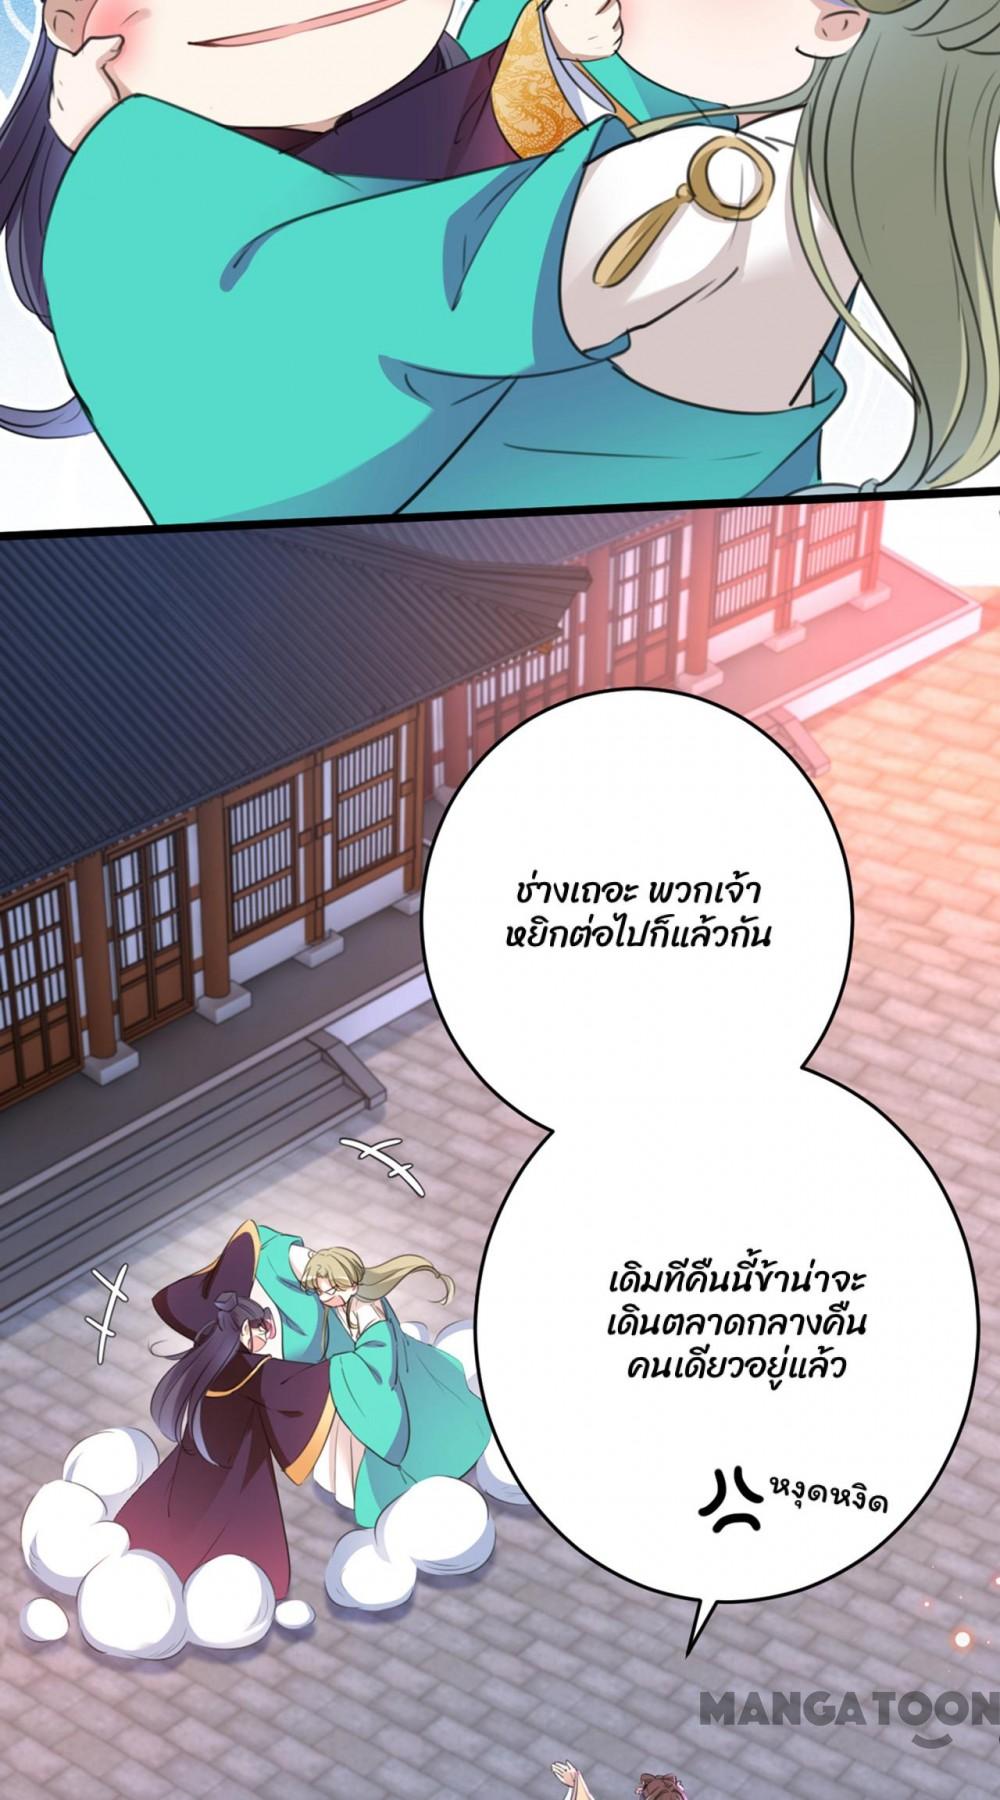 ช่างเถอะ พวกเจ้า
หยิกต่อไปก็แล้วกัน
เดิมทีคืนนี้ข้าน่าจะ
เดินตลาดกลางคืน
คนเดียวอยู่แล้ว
หงุดหงิด
MANGATOON